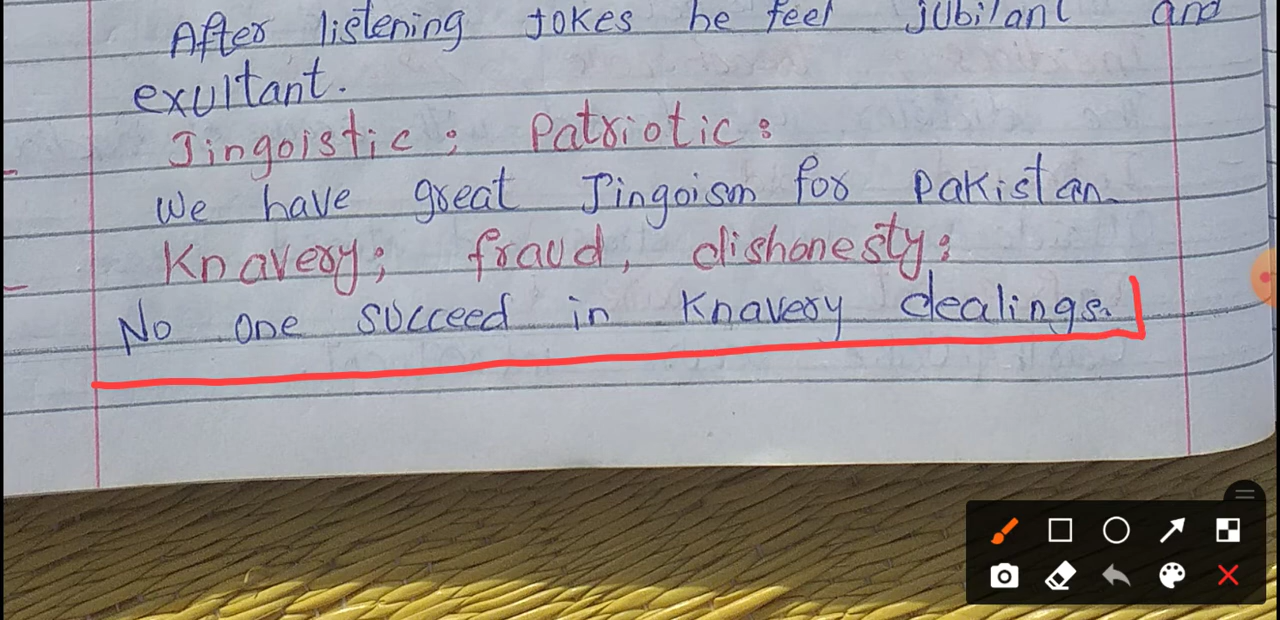 After listening Jokes he feel jubilant and
exultant.
Jingoistic; Patriotic:
We have great Jingoism for Pakistan.
Knavery; fraud, dishonesty:
No one succeed in Knavery dealings.